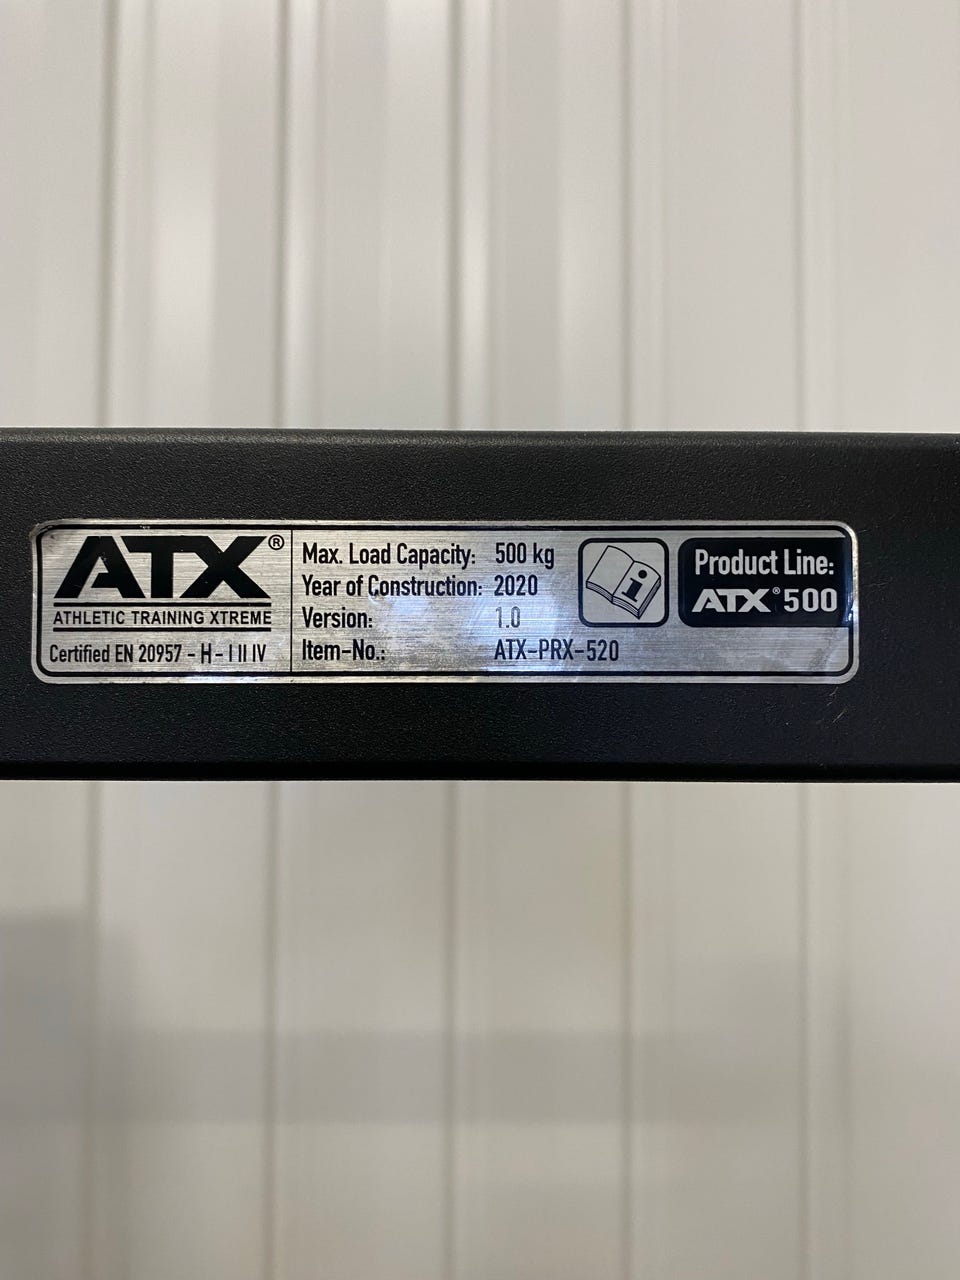 ATX®
ATHLETIC TRAINING XTREME
Certified EN 20957 - H - I II IV
Max. Load Capacity: 500 kg
Year of Construction: 2020
Version: 1.0
Item-No.: ATX-PRX-520
i
Product Line:
ATX® 500